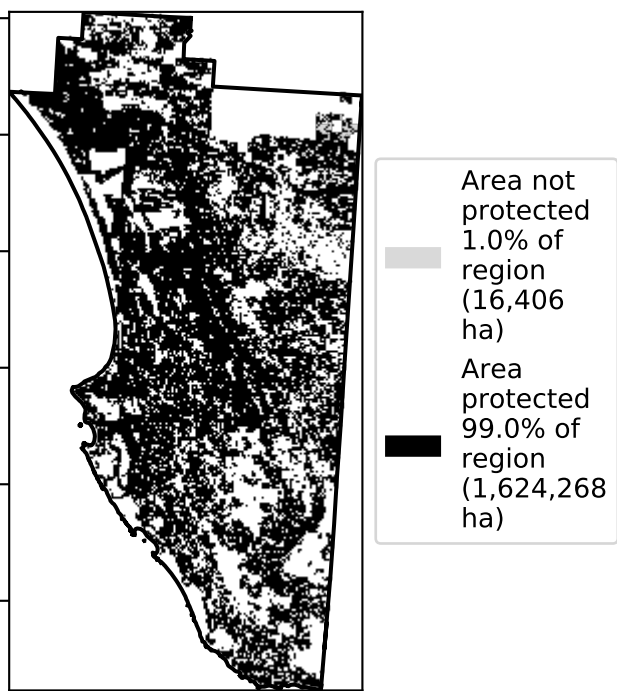 Area not
protected
1.0% of
region
(16,406
ha)
Area
protected
99.0% of
region
(1,624,268
ha)